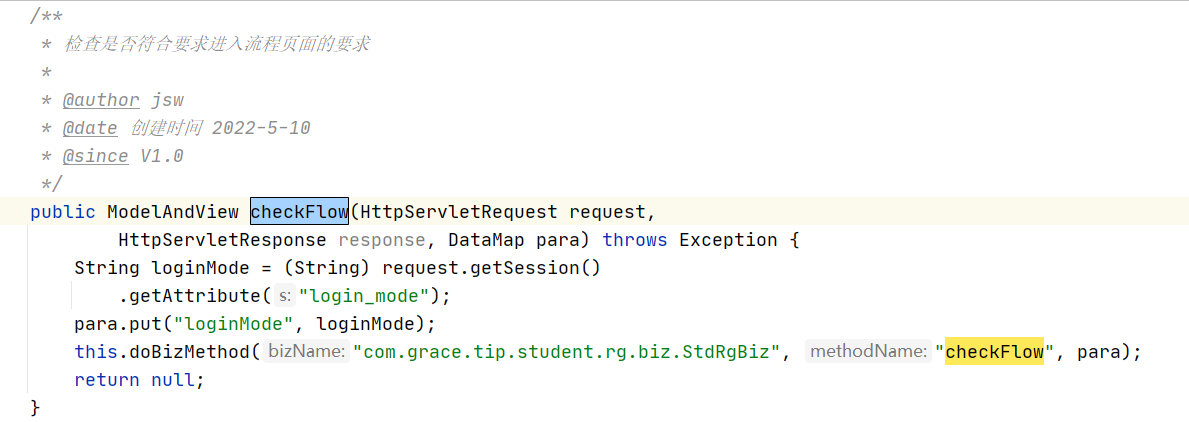 /**
 * 检查是否符合要求进入流程页面的要求
 *
 * @author jsw
 * @date 创建时间 2022-5-10
 * @since V1.0
 */
public ModelAndView checkFlow(HttpServletRequest request,
        HttpServletResponse response, DataMap para) throws Exception {
    String loginMode = (String) request.getSession()
        .getAttribute( s: "login_mode");
    para.put("loginMode", loginMode);
    this.doBizMethod( bizName: "com.grace.tip.student.rg.biz.StdRgBiz", methodName: "checkFlow", para);
    return null;
}